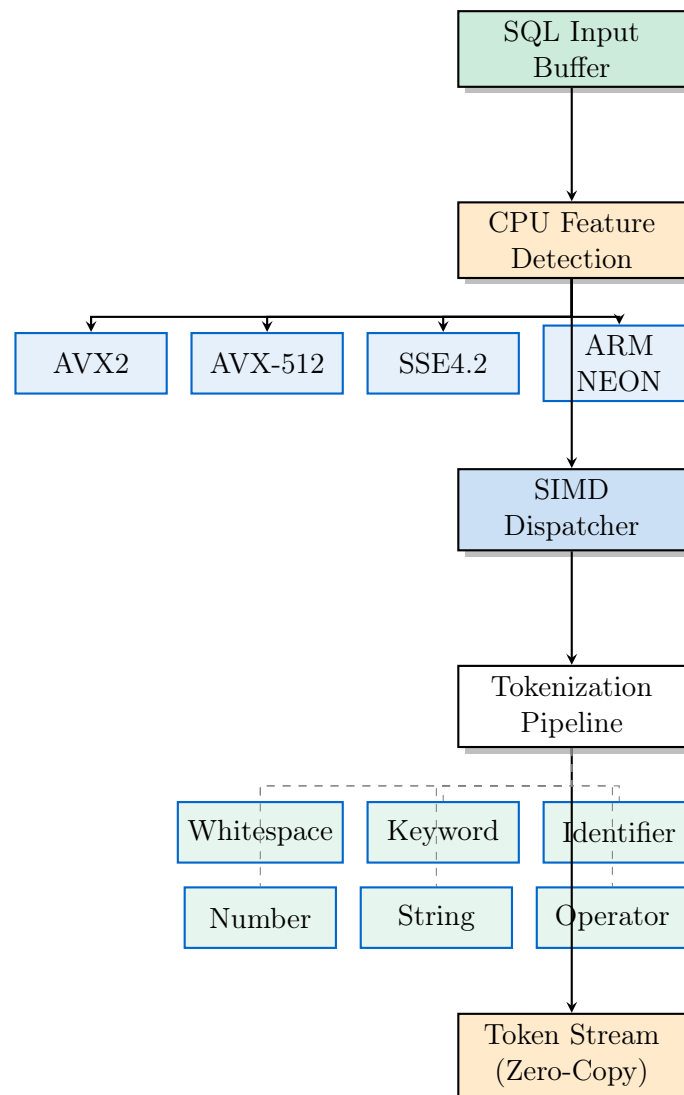 SQL Input
Buffer
CPU Feature
Detection
AVX2
AVX-512
SSE4.2
ARM
NEON
SIMD
Dispatcher
Tokenization
Pipeline
Whitespace
Keyword
Identifier
Number
String
Operator
Token Stream
(Zero-Copy)